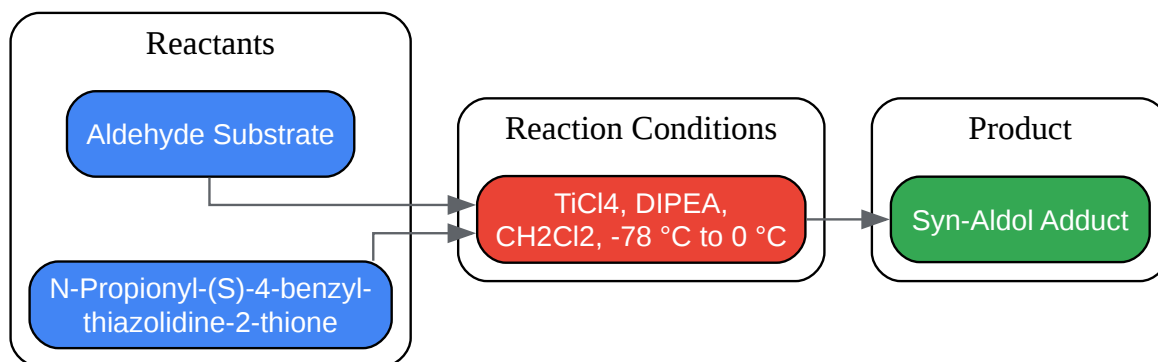 Reactants
Aldehyde Substrate
N-Propionyl-(S)-4-benzyl-
thiazolidine-2-thione
Reaction Conditions
TiCl4, DIPEA,
CH2Cl2, -78 °C to 0 °C
Product
Syn-Aldol Adduct